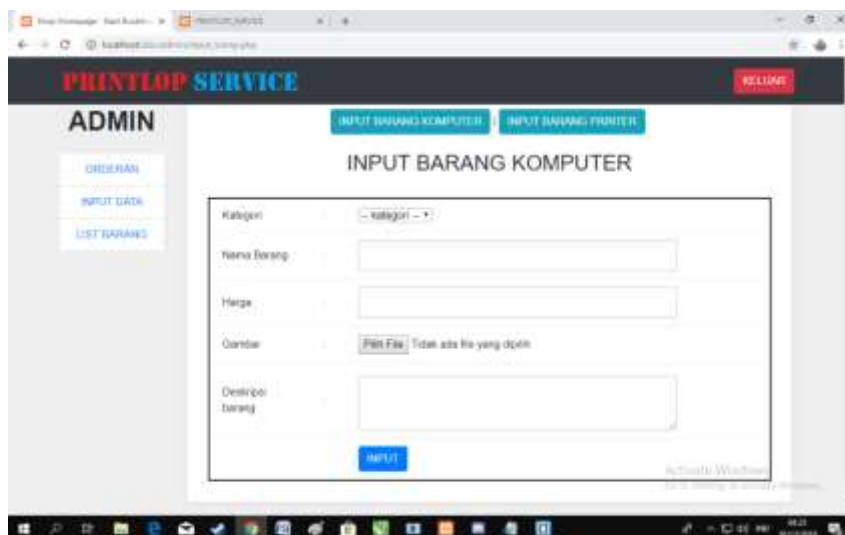 PRINTLOP SERVICE
KELUAR
ADMIN
INPUT BARANG KOMPUTER | INPUT BARANG PRINTER
INPUT BARANG KOMPUTER
ORDERAN
INPUT DATA
LIST BARANG
Kategori : -- kategori --
Nama Barang :
Harga :
Gambar : Pilih File Tidak ada file yang dipilih
Deskripsi barang :
INPUT
Activate Windows